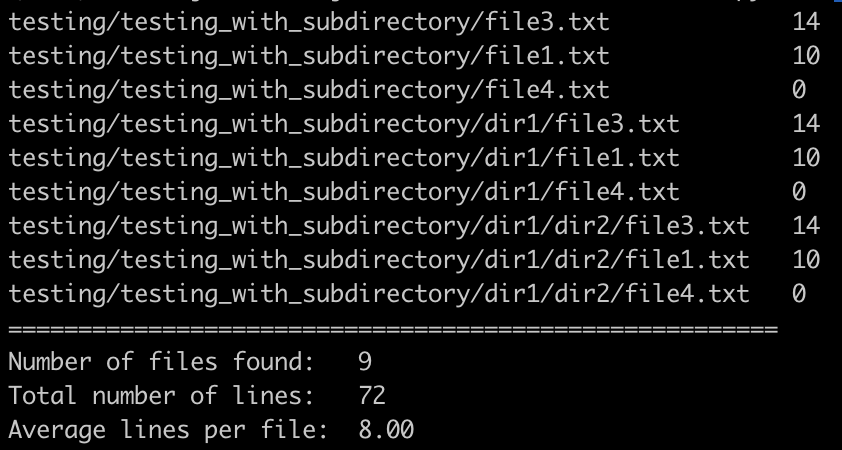 testing/testing_with_subdirectory/file3.txt 14
testing/testing_with_subdirectory/file1.txt 10
testing/testing_with_subdirectory/file4.txt 0
testing/testing_with_subdirectory/dir1/file3.txt 14
testing/testing_with_subdirectory/dir1/file1.txt 10
testing/testing_with_subdirectory/dir1/file4.txt 0
testing/testing_with_subdirectory/dir1/dir2/file3.txt 14
testing/testing_with_subdirectory/dir1/dir2/file1.txt 10
testing/testing_with_subdirectory/dir1/dir2/file4.txt 0
=======================================================
Number of files found: 9
Total number of lines: 72
Average lines per file: 8.00